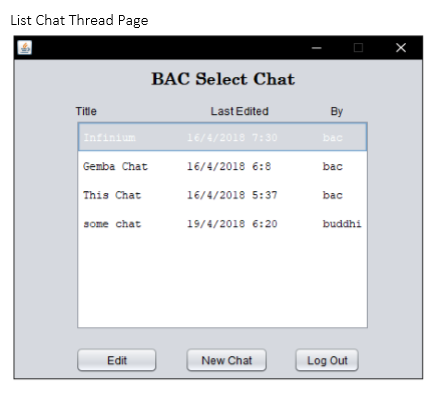 List Chat Thread Page
BAC Select Chat
Title Last Edited By
Infinium 16/4/2018 7:30 bac
Gemba Chat 16/4/2018 6:8 bac
This Chat 16/4/2018 5:37 bac
some chat 19/4/2018 6:20 buddhi
Edit New Chat Log Out